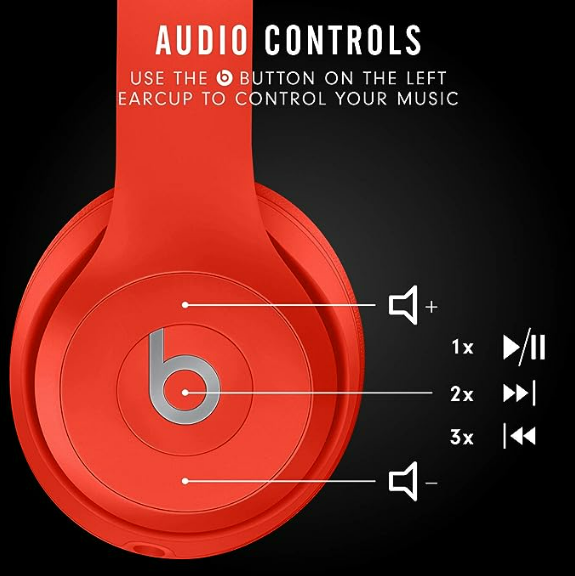 AUDIO CONTROLS
USE THE b BUTTON ON THE LEFT
EARCUP TO CONTROL YOUR MUSIC
+
1x
b
2x
3x
−